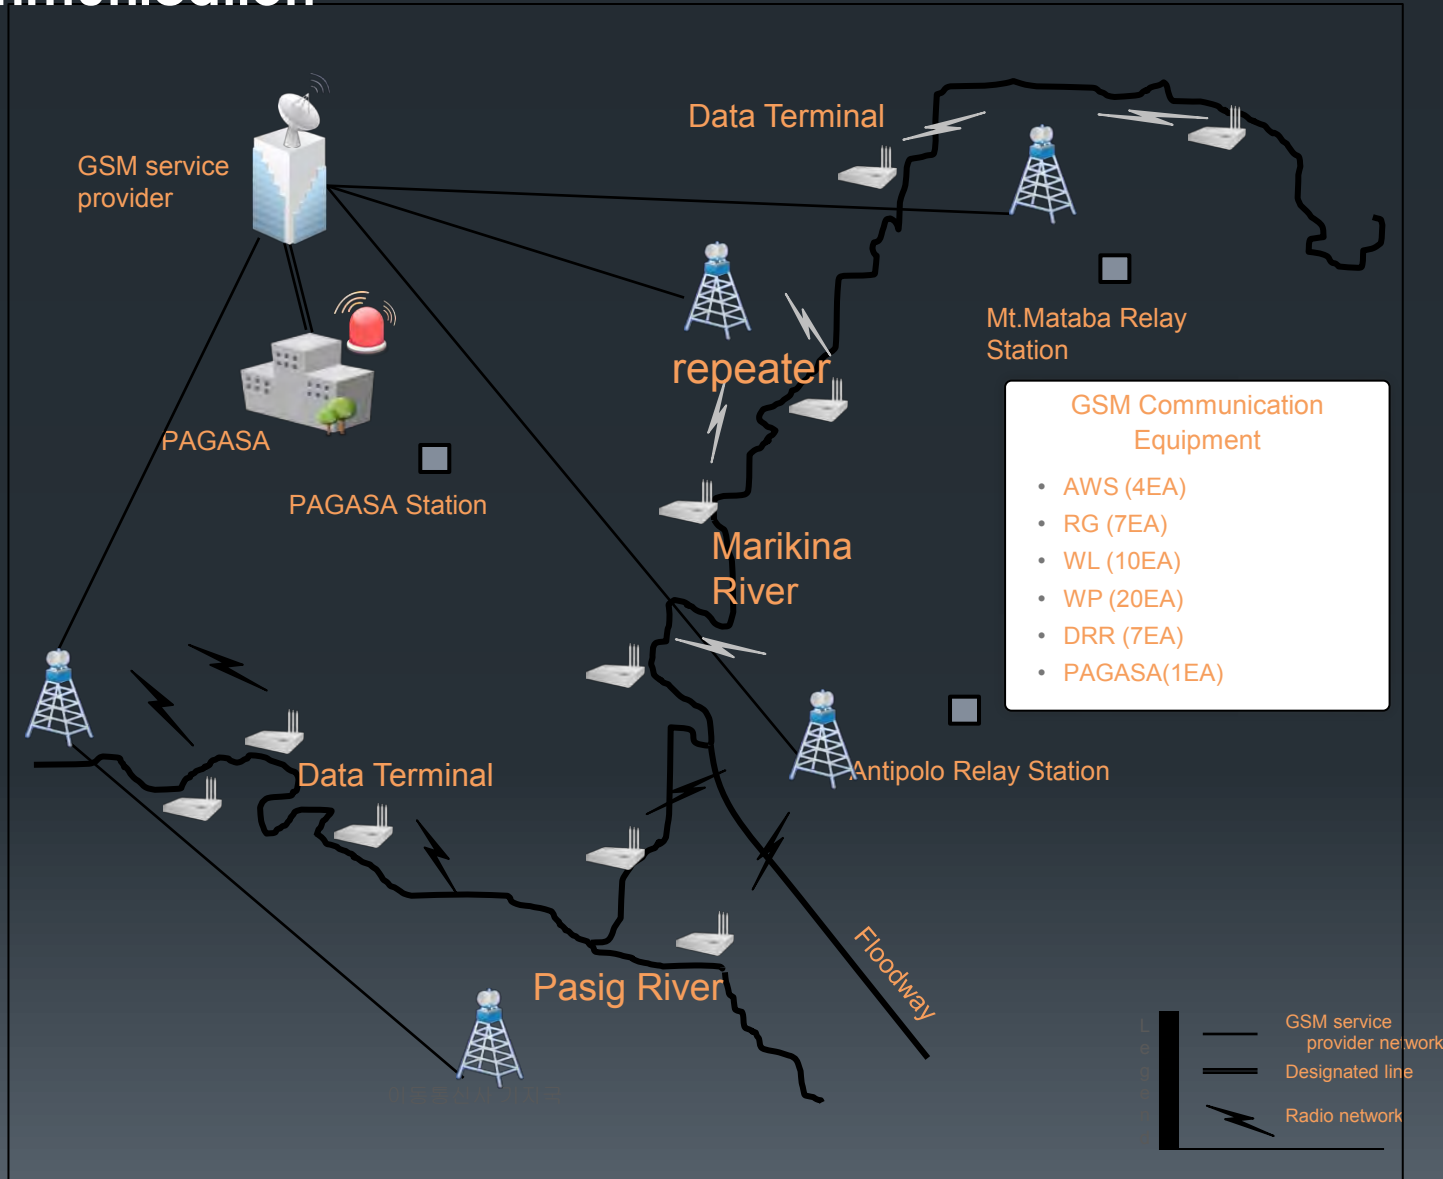 GSM service
provider
Data Terminal
Mt.Mataba Relay
Station
repeater
PAGASA
PAGASA Station
GSM Communication
Equipment
• AWS (4EA)
• RG (7EA)
• WL (10EA)
• WP (20EA)
• DRR (7EA)
• PAGASA(1EA)
Marikina
River
Data Terminal
Antipolo Relay Station
Floodway
Pasig River
GSM service
provider network
Designated line
Radio network